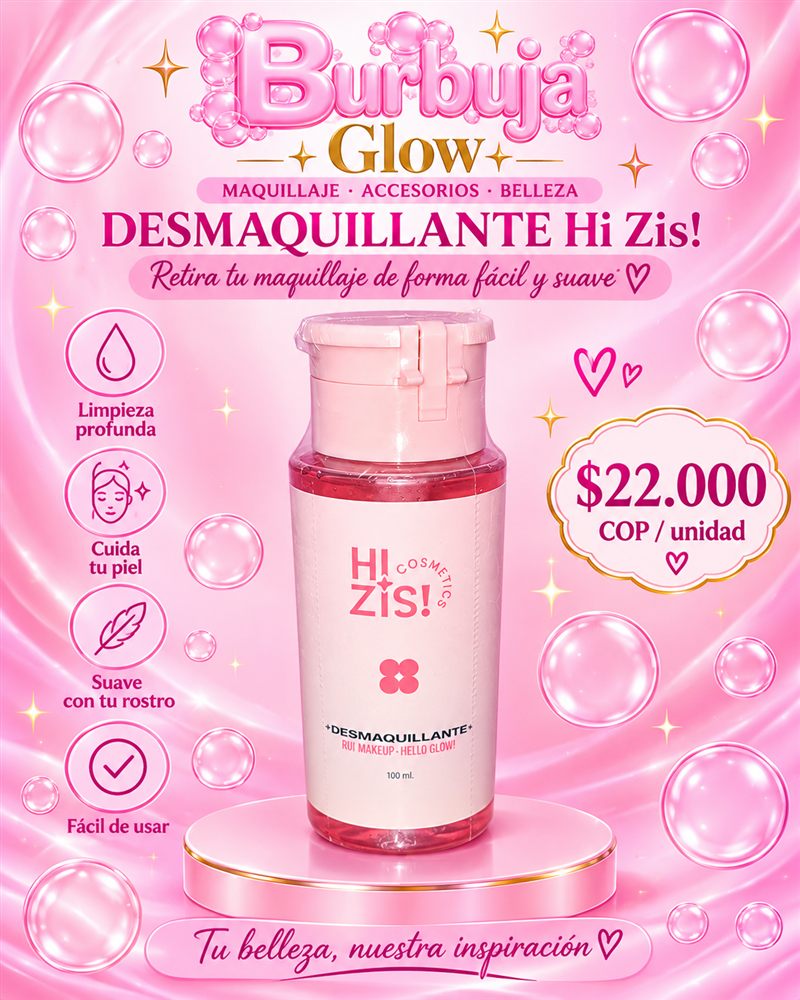 Burbuja
Glow
MAQUILLAJE · ACCESORIOS · BELLEZA
DESMAQUILLANTE Hi Zis!
Retira tu maquillaje de forma fácil y suave
Limpieza
profunda
Cuida
tu piel
Suave
con tu rostro
Fácil de usar
$22.000
COP / unidad
HI
ZIS!
COSMETICS
DESMAQUILLANTE
RUI MAKEUP - HELLO GLOW!
100 ml.
Tu belleza, nuestra inspiración